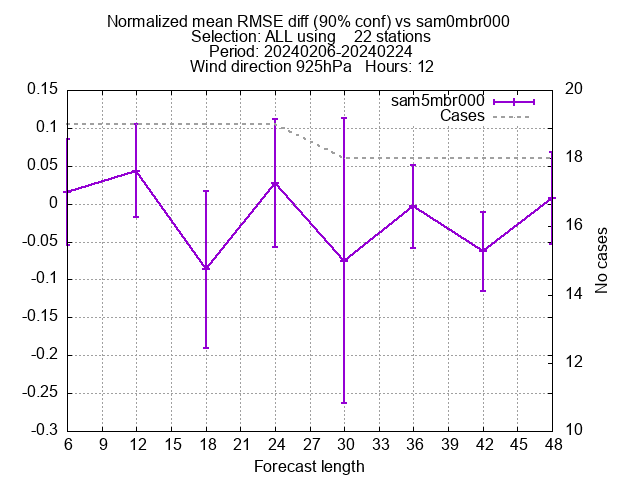 Normalized mean RMSE diff (90% conf) vs sam0mbr000
Selection: ALL using    22 stations
Period: 20240206-20240224
Wind direction 925hPa   Hours: 12
sam5mbr000
Cases
0.15
0.1
0.05
0
-0.05
-0.1
-0.15
-0.2
-0.25
-0.3
20
18
16
14
12
10
No cases
6 12 15 18 21 24 27 30 33 36 39 42 45 48
Forecast length